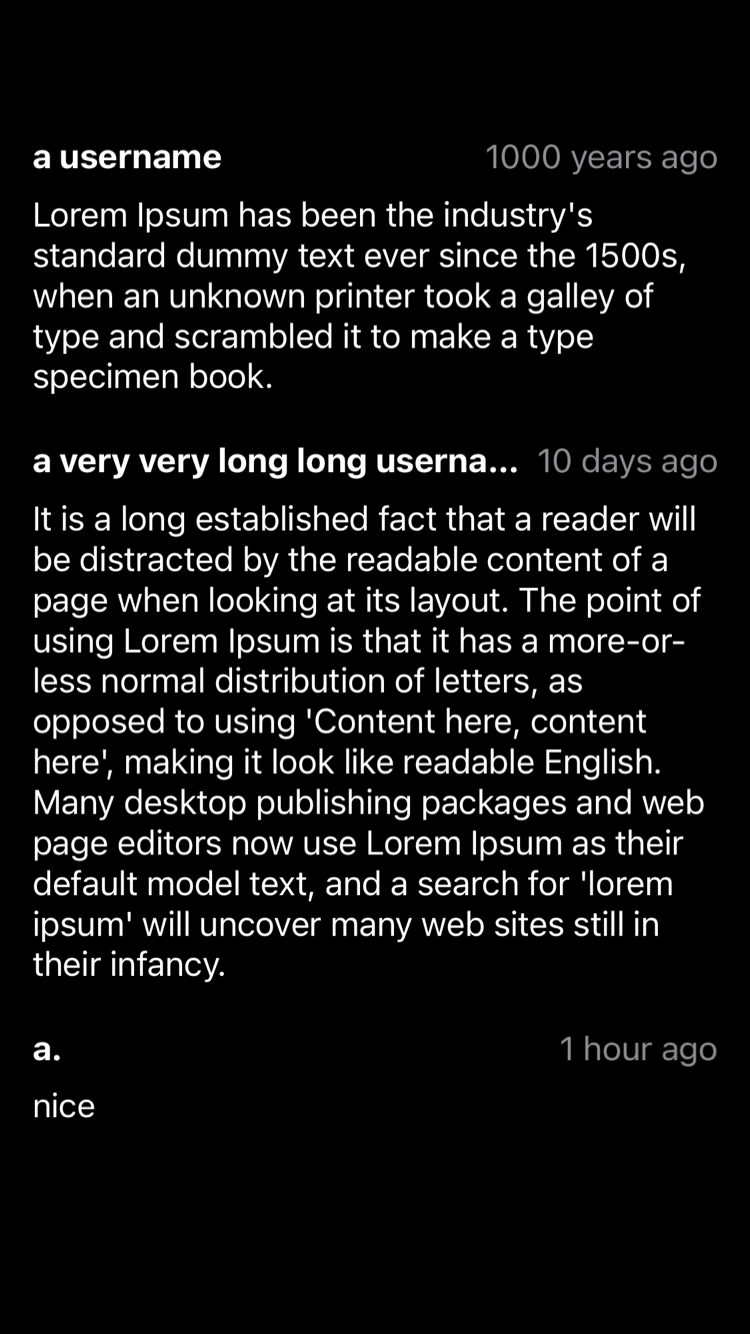 a username 1000 years ago
Lorem Ipsum has been the industry's
standard dummy text ever since the 1500s,
when an unknown printer took a galley of
type and scrambled it to make a type
specimen book.
a very very long long userna... 10 days ago
It is a long established fact that a reader will
be distracted by the readable content of a
page when looking at its layout. The point of
using Lorem Ipsum is that it has a more-or-
less normal distribution of letters, as
opposed to using 'Content here, content
here', making it look like readable English.
Many desktop publishing packages and web
page editors now use Lorem Ipsum as their
default model text, and a search for 'lorem
ipsum' will uncover many web sites still in
their infancy.
a. 1 hour ago
nice